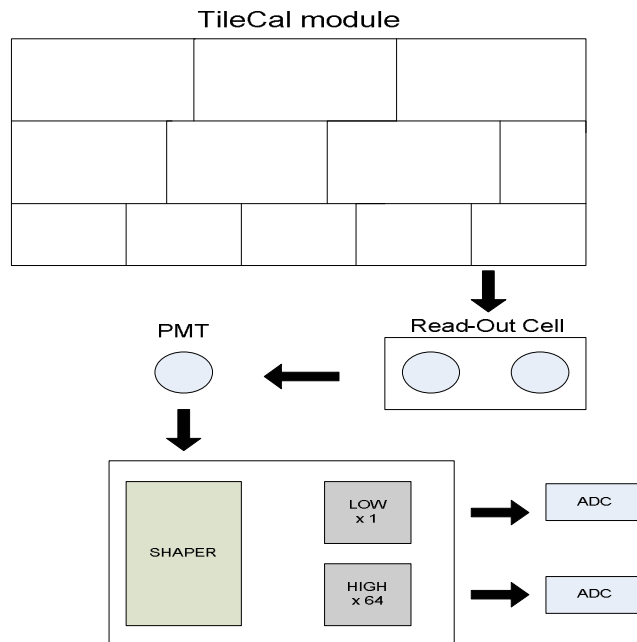 TileCal module
PMT
Read-Out Cell
SHAPER
LOW
x 1
ADC
HIGH
x 64
ADC